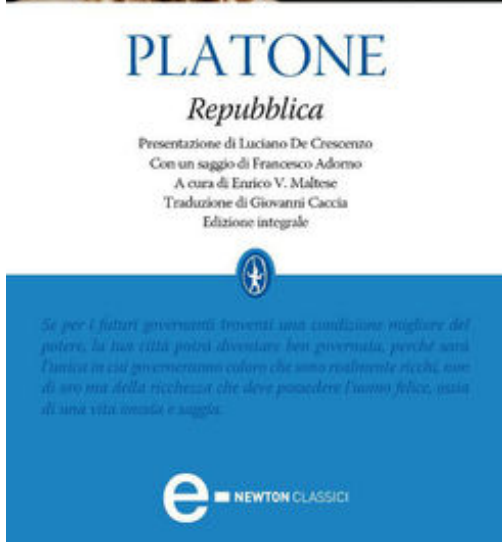 PLATONE
Repubblica
Presentazione di Luciano De Crescenzo
Con un saggio di Francesco Adorno
A cura di Enrico V. Maltese
Traduzione di Giovanni Caccia
Edizione integrale
Se per i futuri governanti troverai una condizione migliore del
potere, la tua città potrà diventare ben governata, perché sarà
l'unica in cui governeranno coloro che sono realmente ricchi, non
di oro ma della ricchezza che deve possedere l'uomo felice, ossia
di una vita onesta e saggia.
e NEWTON CLASSICI